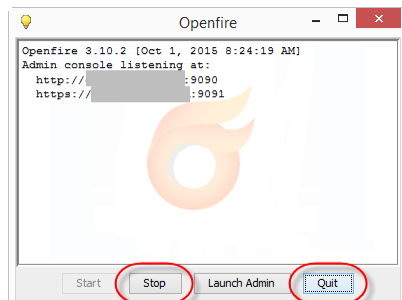 Openfire
Openfire 3.10.2 [Oct 1, 2015 8:24:19 AM]
Admin console listening at:
http:// :9090
https:// :9091
Start Stop Launch Admin Quit